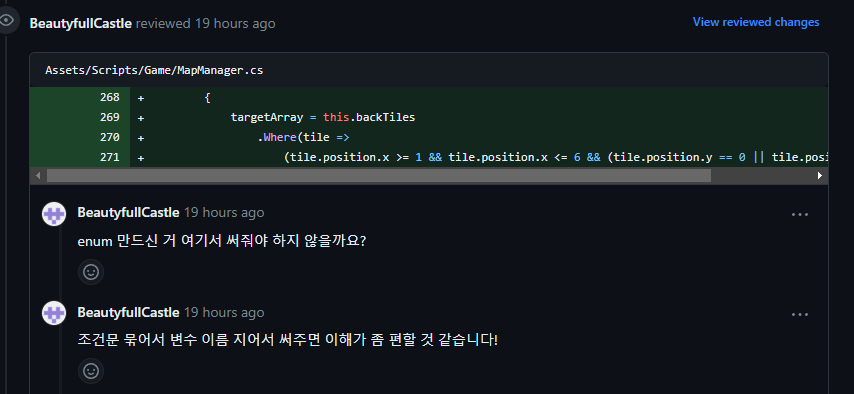 BeautyfullCastle reviewed 19 hours ago
View reviewed changes
Assets/Scripts/Game/MapManager.cs
268 + {
269 + targetArray = this.backTiles
270 + .Where(tile =>
271 + (tile.position.x >= 1 && tile.position.x <= 6 && (tile.position.y == 0 || tile.posi
BeautyfullCastle 19 hours ago
enum 만드신 거 여기서 써줘야 하지 않을까요?
BeautyfullCastle 19 hours ago
조건문 묶어서 변수 이름 지어서 써주면 이해가 좀 편할 것 같습니다!